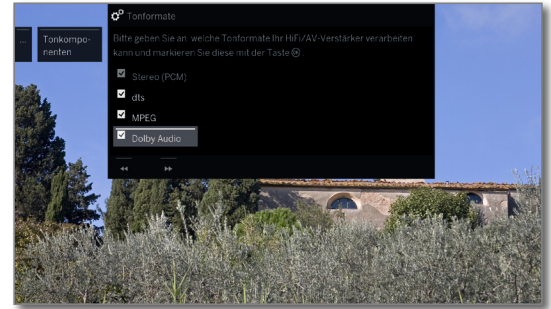 Tonformate
...
Tonkompo-
nenten
Bitte geben Sie an, welche Tonformate Ihr HiFi/AV-Verstärker verarbeiten
kann und markieren Sie diese mit der Taste OK.
Stereo (PCM)
dts
MPEG
Dolby Audio